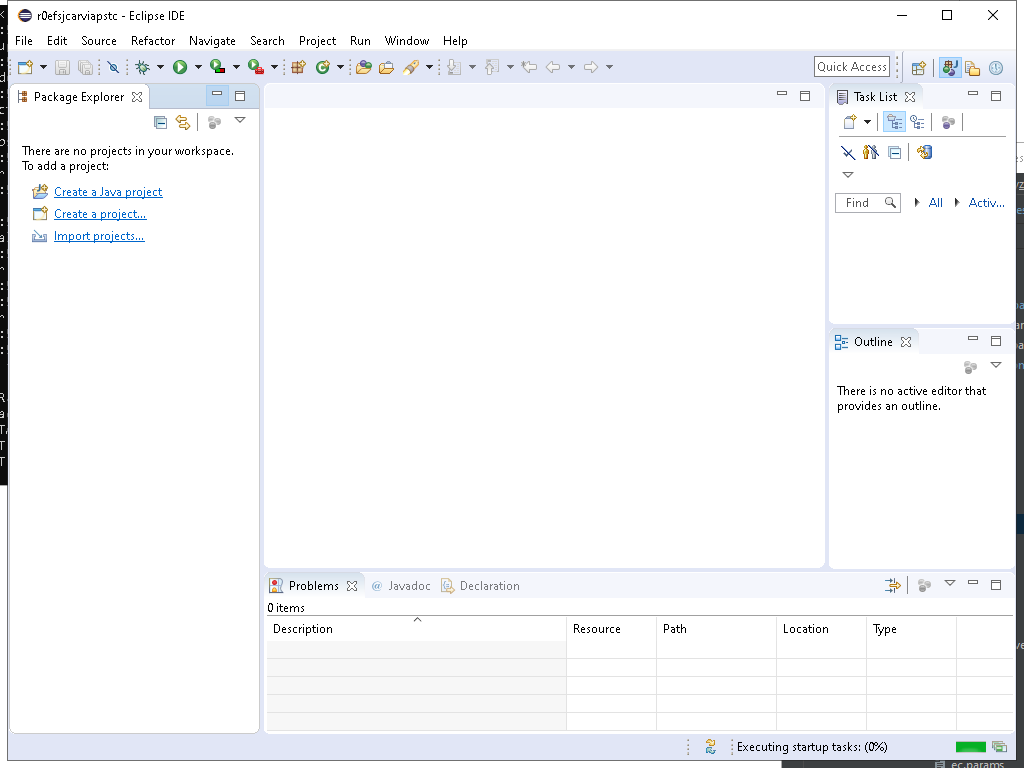 r0efsjcarviapstc - Eclipse IDE
File Edit Source Refactor Navigate Search Project Run Window Help
Quick Access
Package Explorer
There are no projects in your workspace.
To add a project:
Create a Java project
Create a project...
Import projects...
Task List
Find All Activ...
Outline
There is no active editor that
provides an outline.
Problems @ Javadoc Declaration
0 items
Description Resource Path Location Type
Executing startup tasks: (0%)
ec.params